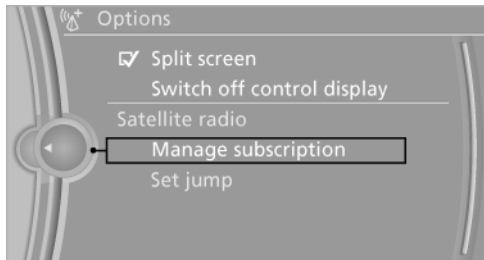 Options
Split screen
Switch off control display
Satellite radio
Manage subscription
Set jump